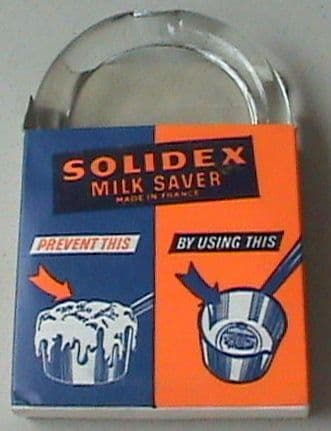 SOLIDEX
MILK SAVER
MADE IN FRANCE
PREVENT THIS
BY USING THIS